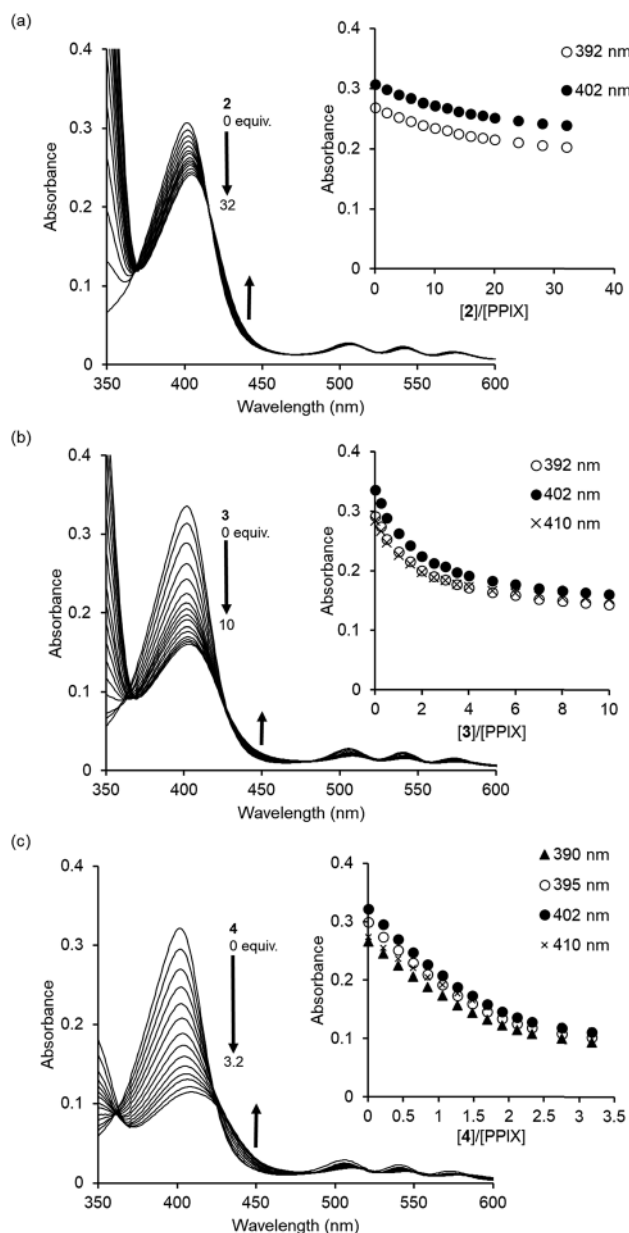 (a)
0.4
0.3
0.2
0.1
0
Absorbance
350 400 450 500 550 600
Wavelength (nm)
2
0 equiv.
32
0.4
0.3
0.2
0.1
0
Absorbance
0 10 20 30 40
[2]/[PPIX]
392 nm
402 nm
(b)
0.4
0.3
0.2
0.1
0
Absorbance
350 400 450 500 550 600
Wavelength (nm)
3
0 equiv.
10
0.4
0.3
0.2
0.1
0
Absorbance
0 2 4 6 8 10
[3]/[PPIX]
392 nm
402 nm
410 nm
(c)
0.4
0.3
0.2
0.1
0
Absorbance
350 400 450 500 550 600
Wavelength (nm)
4
0 equiv.
3.2
0.4
0.3
0.2
0.1
0
Absorbance
0 0.5 1 1.5 2 2.5 3 3.5
[4]/[PPIX]
390 nm
395 nm
402 nm
410 nm